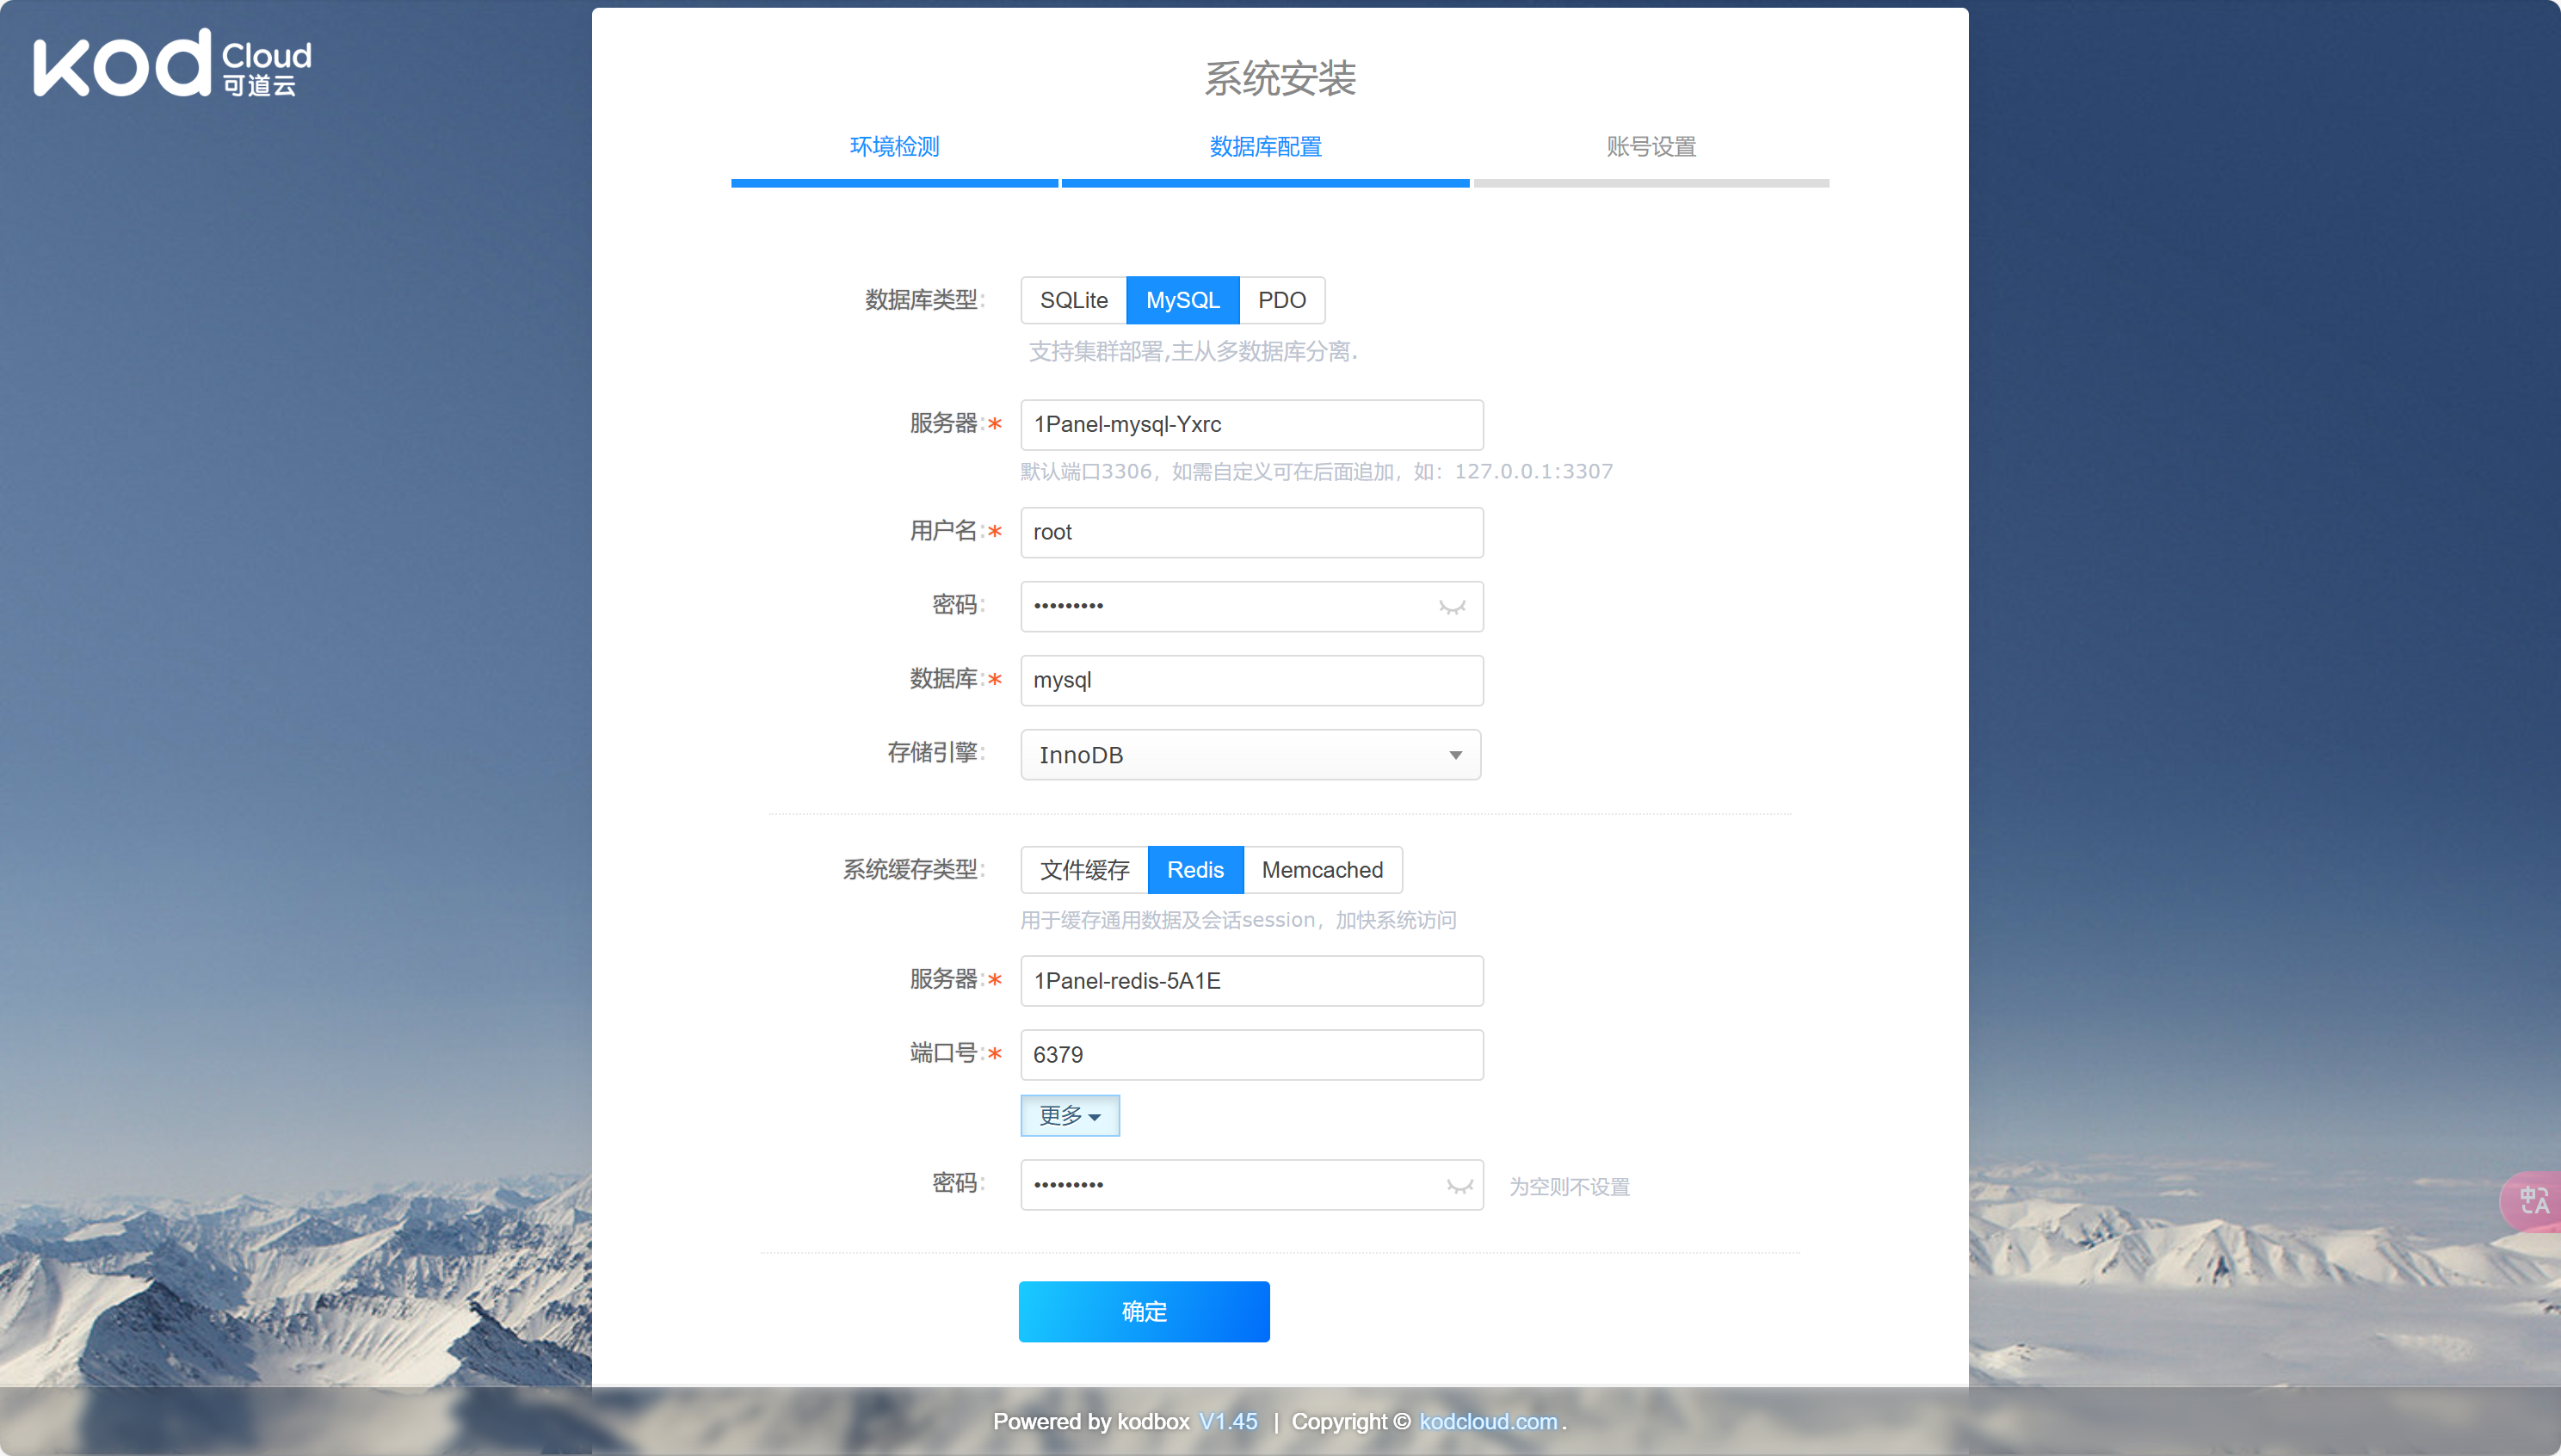 kod Cloud
可道云
系统安装
环境检测 数据库配置 账号设置
数据库类型: SQLite MySQL PDO
支持集群部署,主从多数据库分离.
服务器:* 1Panel-mysql-Yxrc
默认端口3306，如需自定义可在后面追加，如：127.0.0.1:3307
用户名:* root
密码: •••••••••
数据库:* mysql
存储引擎: InnoDB
系统缓存类型: 文件缓存 Redis Memcached
用于缓存通用数据及会话session，加快系统访问
服务器:* 1Panel-redis-5A1E
端口号:* 6379
更多
密码: ••••••••• 为空则不设置
中A
确定
Powered by kodbox V1.45 | Copyright © kodcloud.com.